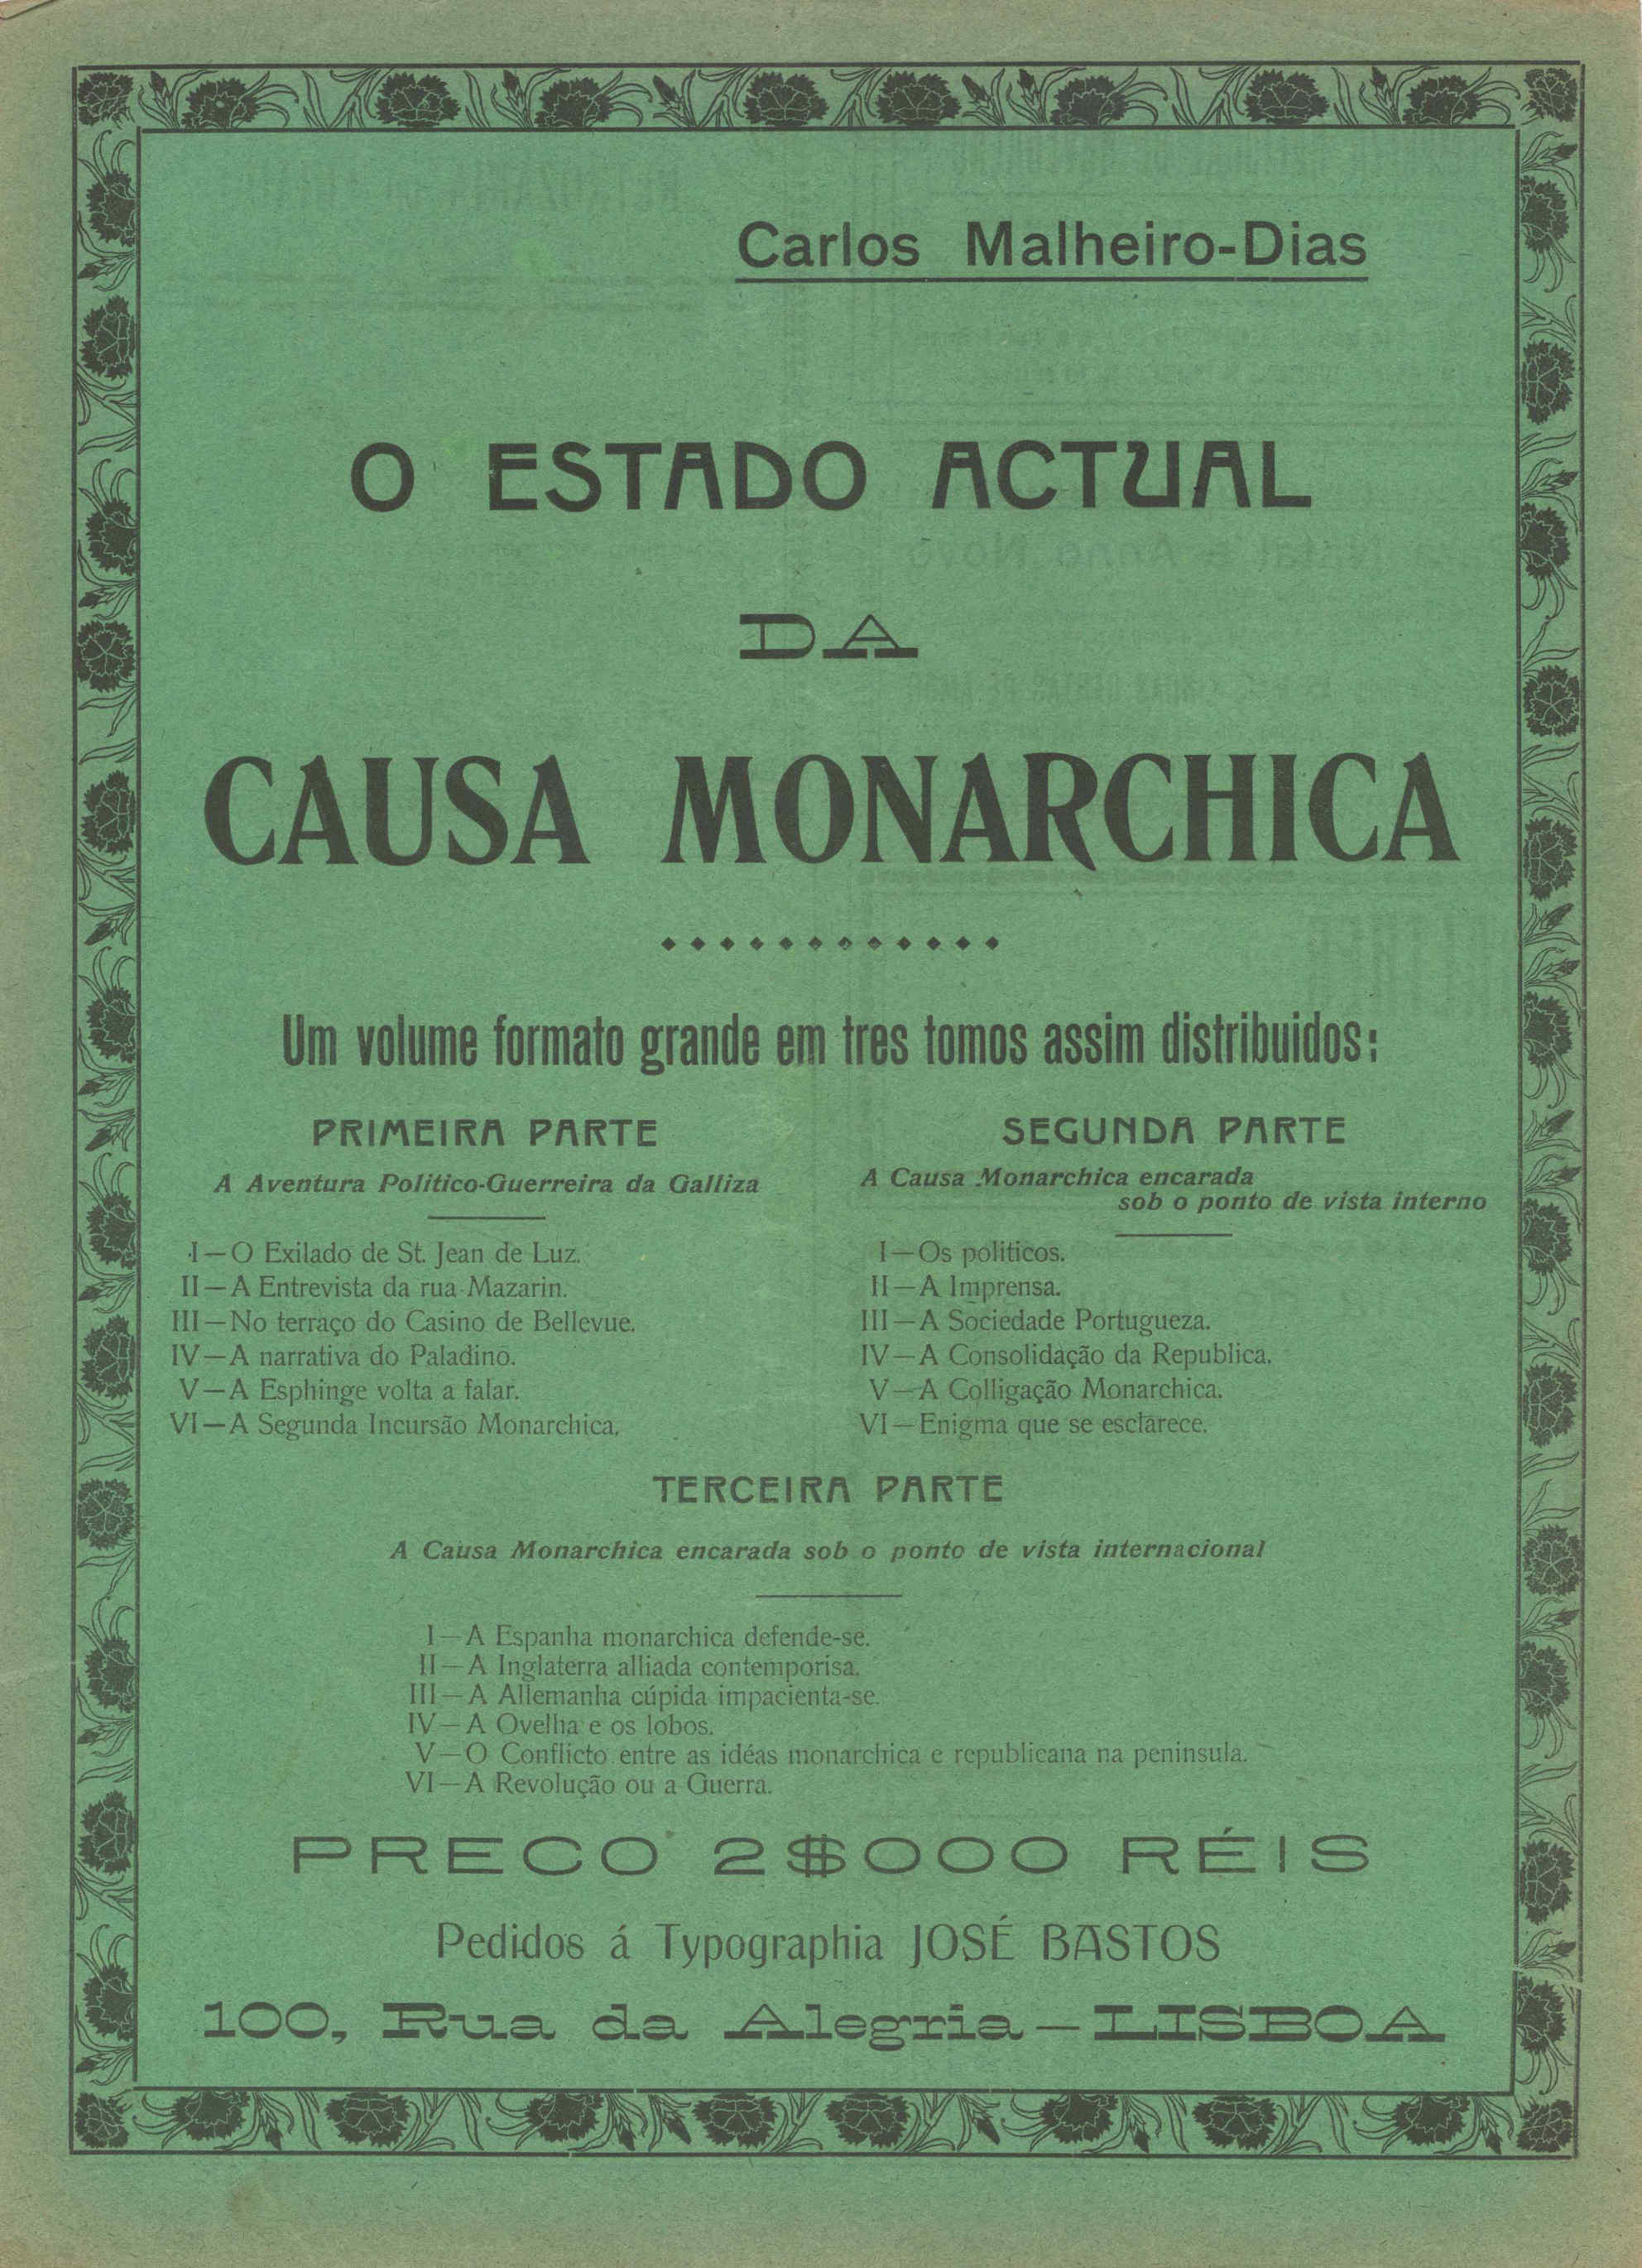 Carlos Malheiro-Dias
O ESTADO ACTUAL
DA
CAUSA MONARCHICA
Um volume formato grande em tres tomos assim distribuidos:
PRIMEIRA PARTE
A Aventura Politico-Guerreira da Galliza
I—O Exilado de St. Jean de Luz.
II—A Entrevista da rua Mazarin.
III—No terraço do Casino de Bellevue.
IV—A narrativa do Paladino.
V—A Esphinge volta a falar.
VI—A Segunda Incursão Monarchica.
SEGUNDA PARTE
A Causa Monarchica encarada
sob o ponto de vista interno
I—Os politicos.
II—A Imprensa.
III—A Sociedade Portugueza.
IV—A Consolidação da Republica.
V—A Colligação Monarchica.
VI—Enigma que se esclarece.
TERCEIRA PARTE
A Causa Monarchica encarada sob o ponto de vista internacional
I—A Espanha monarchica defende-se.
II—A Inglaterra alliada contemporisa.
III—A Allemanha cúpida impacienta-se.
IV—A Ovelha e os lobos.
V—O Conflicto entre as idéas monarchica e republicana na peninsula.
VI—A Revolução ou a Guerra.
PRECO 2$000 RÉIS
Pedidos á Typographia JOSÉ BASTOS
100, Rua da Alegria—LISBOA